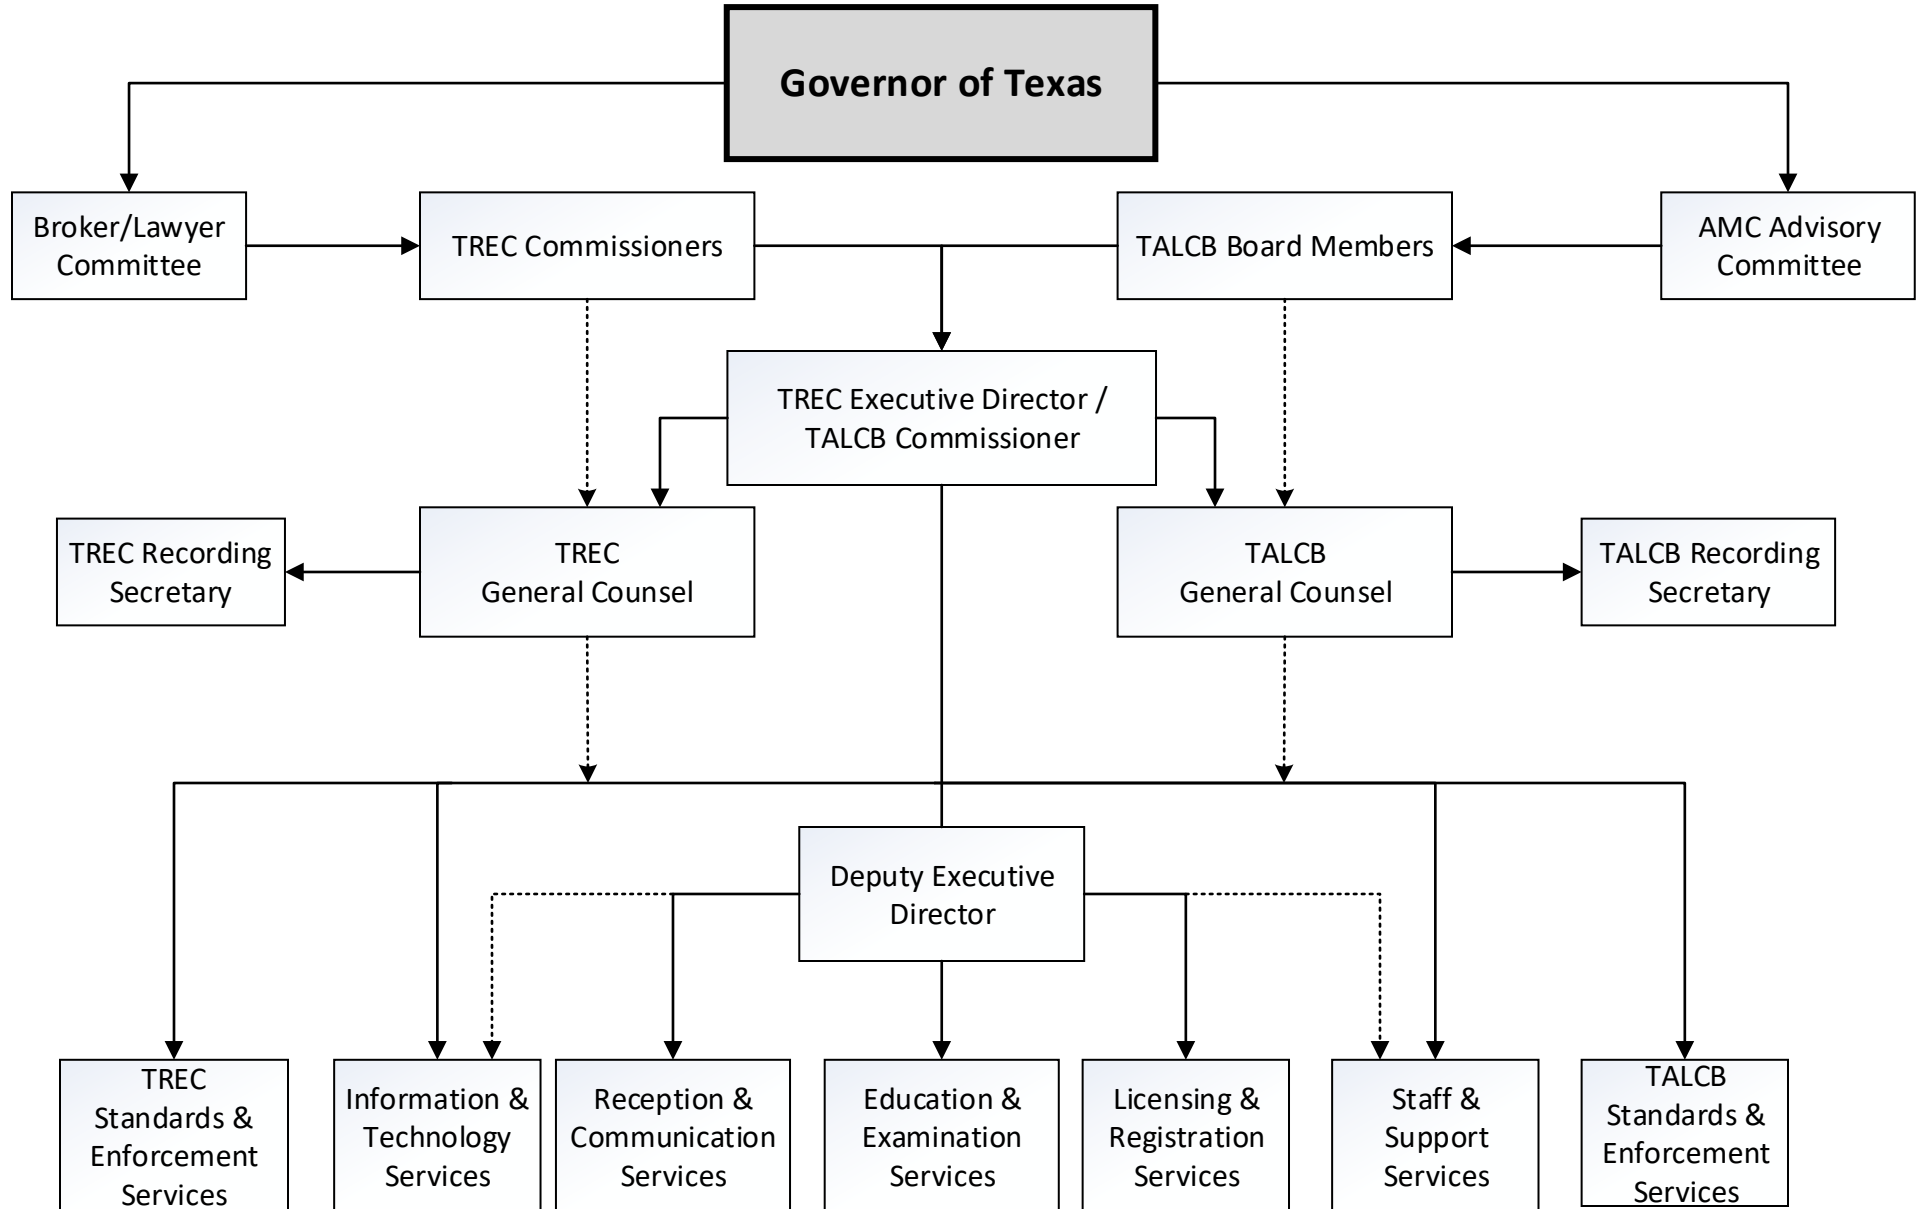 Governor of Texas
Broker/Lawyer
Committee
TREC Commissioners
TALCB Board Members
AMC Advisory
Committee
TREC Executive Director /
TALCB Commissioner
TREC Recording
Secretary
TREC
General Counsel
TALCB
General Counsel
TALCB Recording
Secretary
Deputy Executive
Director
TREC
Standards &
Enforcement
Services
Information &
Technology
Services
Reception &
Communication
Services
Education &
Examination
Services
Licensing &
Registration
Services
Staff &
Support
Services
TALCB
Standards &
Enforcement
Services